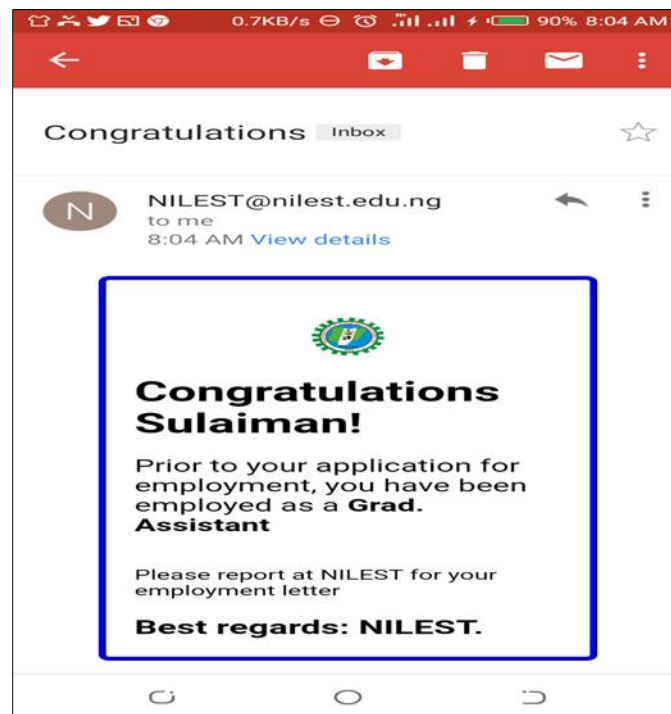 0.7KB/s 90% 8:04 AM
Congratulations Inbox
N
NILEST@nilest.edu.ng
to me
8:04 AM View details
Congratulations
Sulaiman!
Prior to your application for
employment, you have been
employed as a Grad.
Assistant
Please report at NILEST for your
employment letter
Best regards: NILEST.